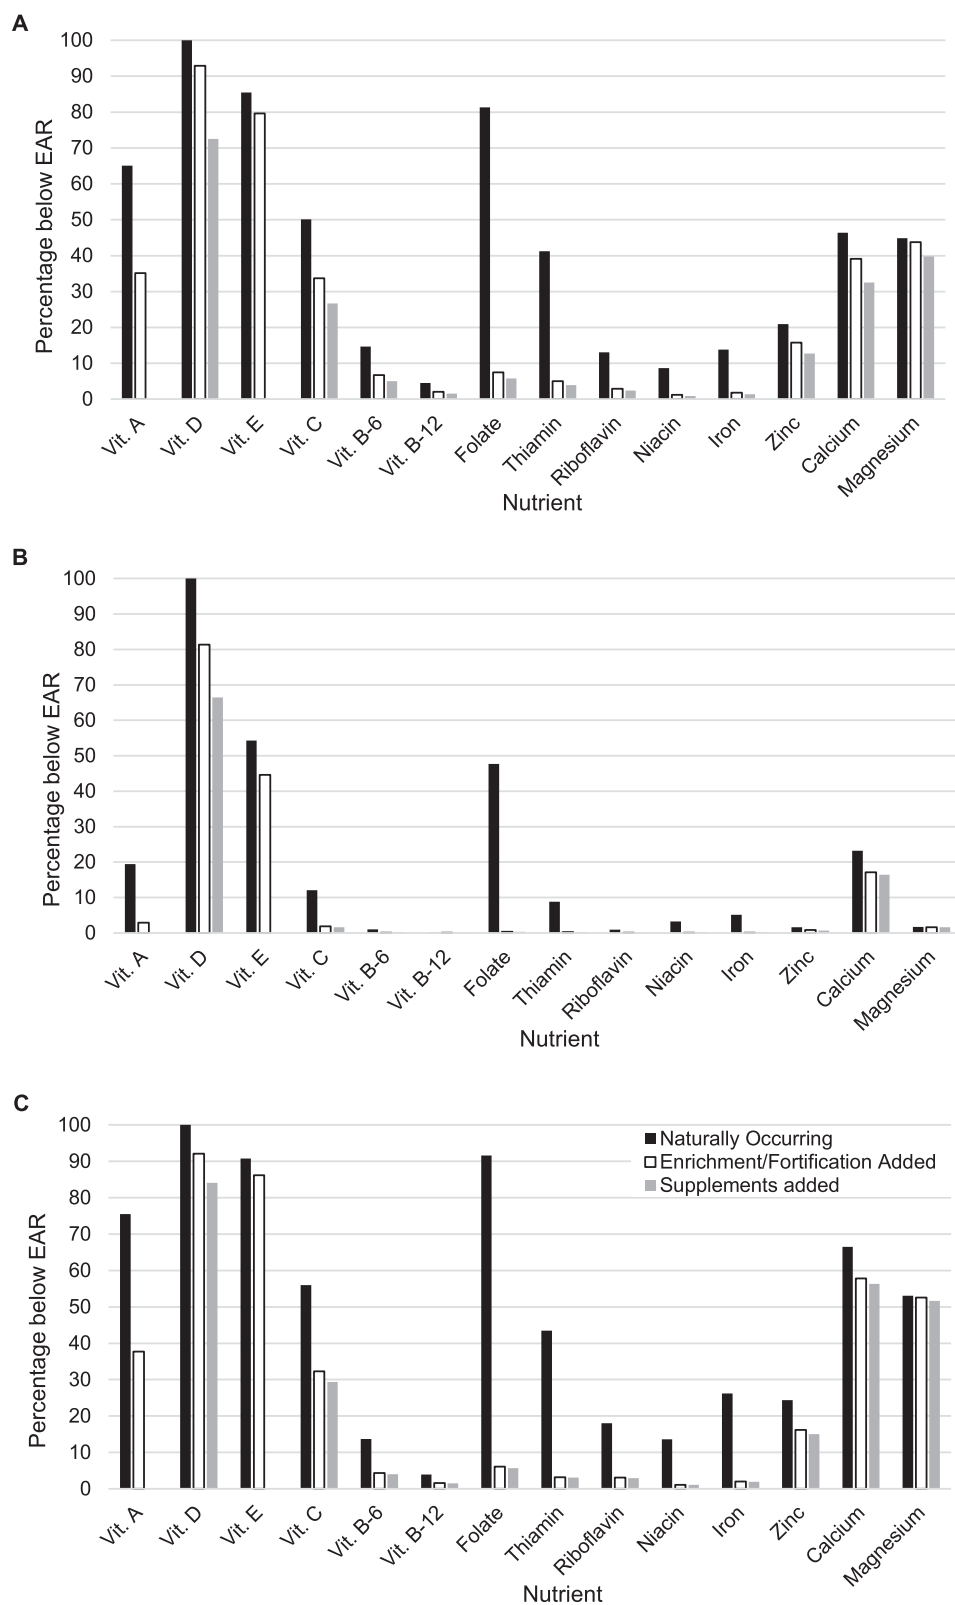 A
100
90
80
70
60
50
40
30
20
10
0
Percentage below EAR
Vit. A
Vit. D
Vit. E
Vit. C
Vit. B-6
Vit. B-12
Folate
Thiamin
Riboflavin
Niacin
Iron
Zinc
Calcium
Magnesium
Nutrient
B
100
90
80
70
60
50
40
30
20
10
0
Percentage below EAR
Vit. A
Vit. D
Vit. E
Vit. C
Vit. B-6
Vit. B-12
Folate
Thiamin
Riboflavin
Niacin
Iron
Zinc
Calcium
Magnesium
Nutrient
C
100
90
80
70
60
50
40
30
20
10
0
Percentage below EAR
Naturally Occurring
Enrichment/Fortification Added
Supplements added
Vit. A
Vit. D
Vit. E
Vit. C
Vit. B-6
Vit. B-12
Folate
Thiamin
Riboflavin
Niacin
Iron
Zinc
Calcium
Magnesium
Nutrient